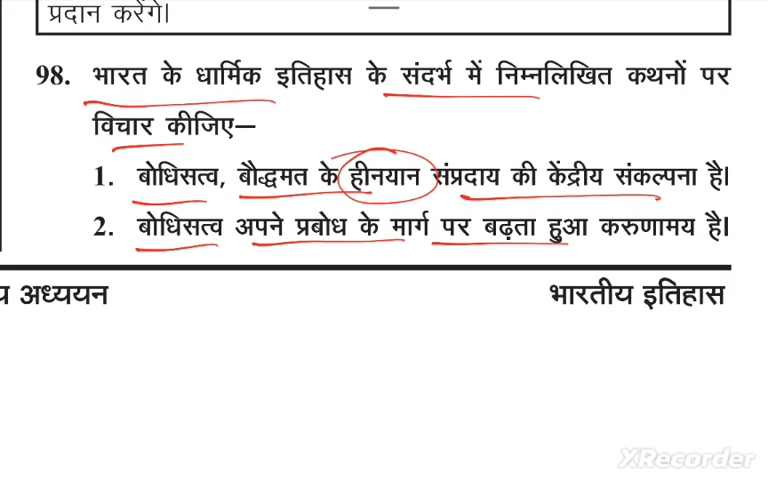 प्रदान करेंगे।
98. भारत के धार्मिक इतिहास के संदर्भ में निम्नलिखित कथनों पर
विचार कीजिए–
1. बोधिसत्व, बौद्धमत के हीनयान संप्रदाय की केंद्रीय संकल्पना है।
2. बोधिसत्व अपने प्रबोध के मार्ग पर बढ़ता हुआ करुणामय है।
य अध्ययन भारतीय इतिहास
XRecorder